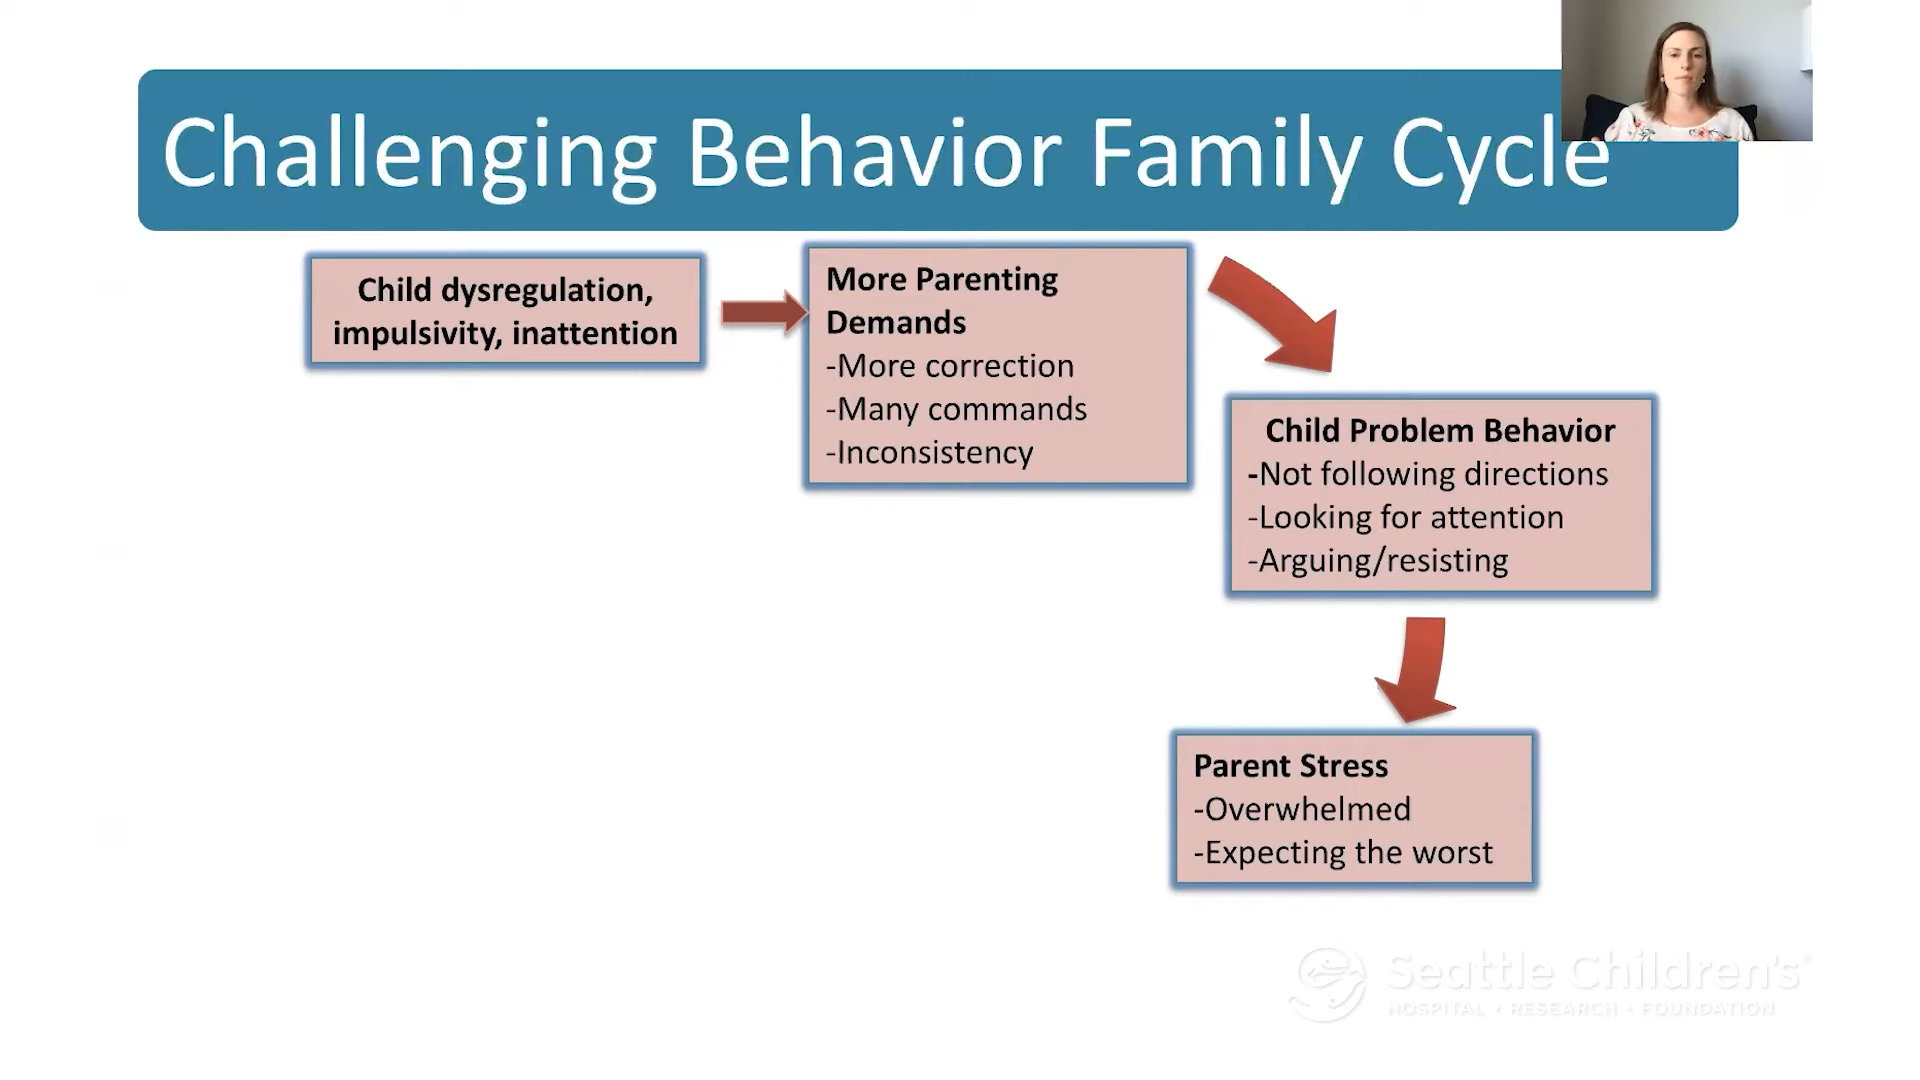 Challenging Behavior Family Cycle
Child dysregulation,
impulsivity, inattention
More Parenting
Demands
-More correction
-Many commands
-Inconsistency
Child Problem Behavior
-Not following directions
-Looking for attention
-Arguing/resisting
Parent Stress
-Overwhelmed
-Expecting the worst
Seattle Children's®
HOSPITAL • RESEARCH • FOUNDATION